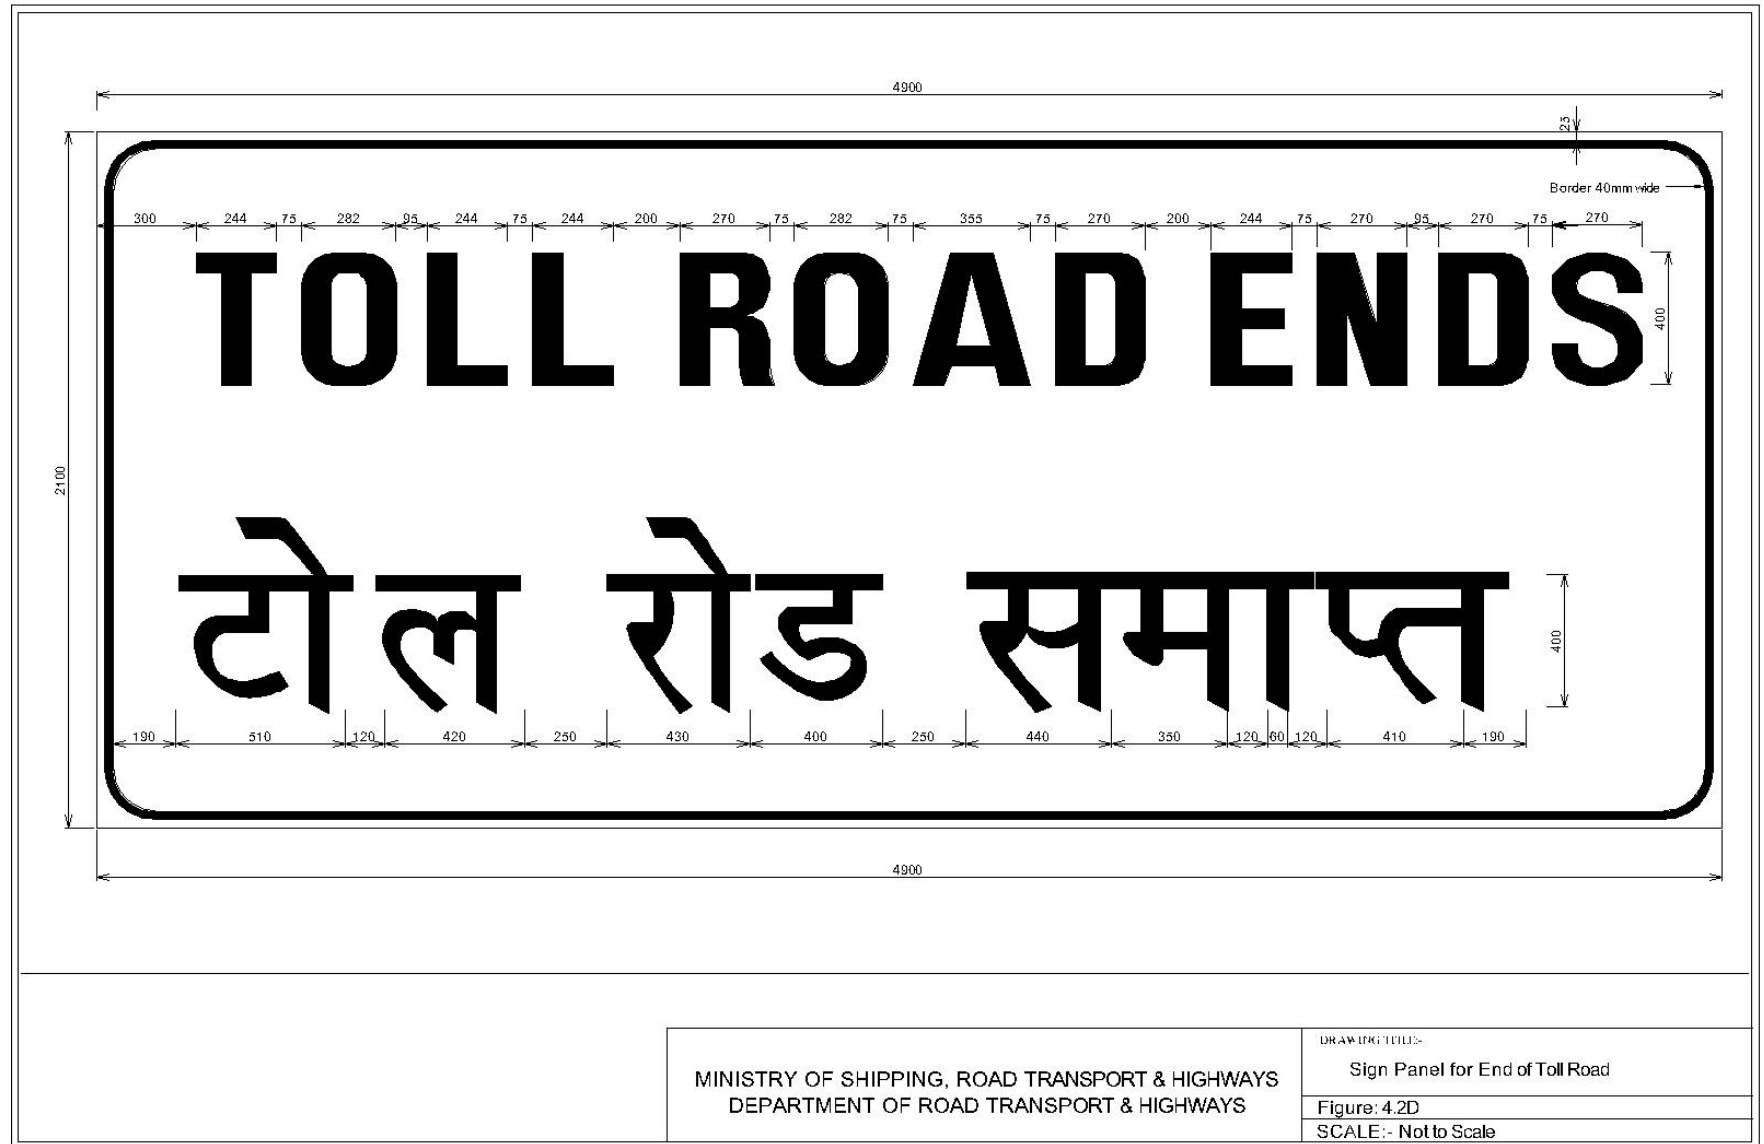 4900
25
Border 40mm wide
300 244 75 282 95 244 75 244 200 270 75 282 75 355 75 270 200 244 75 270 95 270 75 270
TOLL ROAD ENDS
400
2100
टोल रोड समाप्त
400
190 510 120 420 250 430 400 250 440 350 120 60 120 410 190
4900
MINISTRY OF SHIPPING, ROAD TRANSPORT & HIGHWAYS
DEPARTMENT OF ROAD TRANSPORT & HIGHWAYS
DRAWING TITLE:-
Sign Panel for End of Toll Road
Figure: 4.2D
SCALE:- Not to Scale